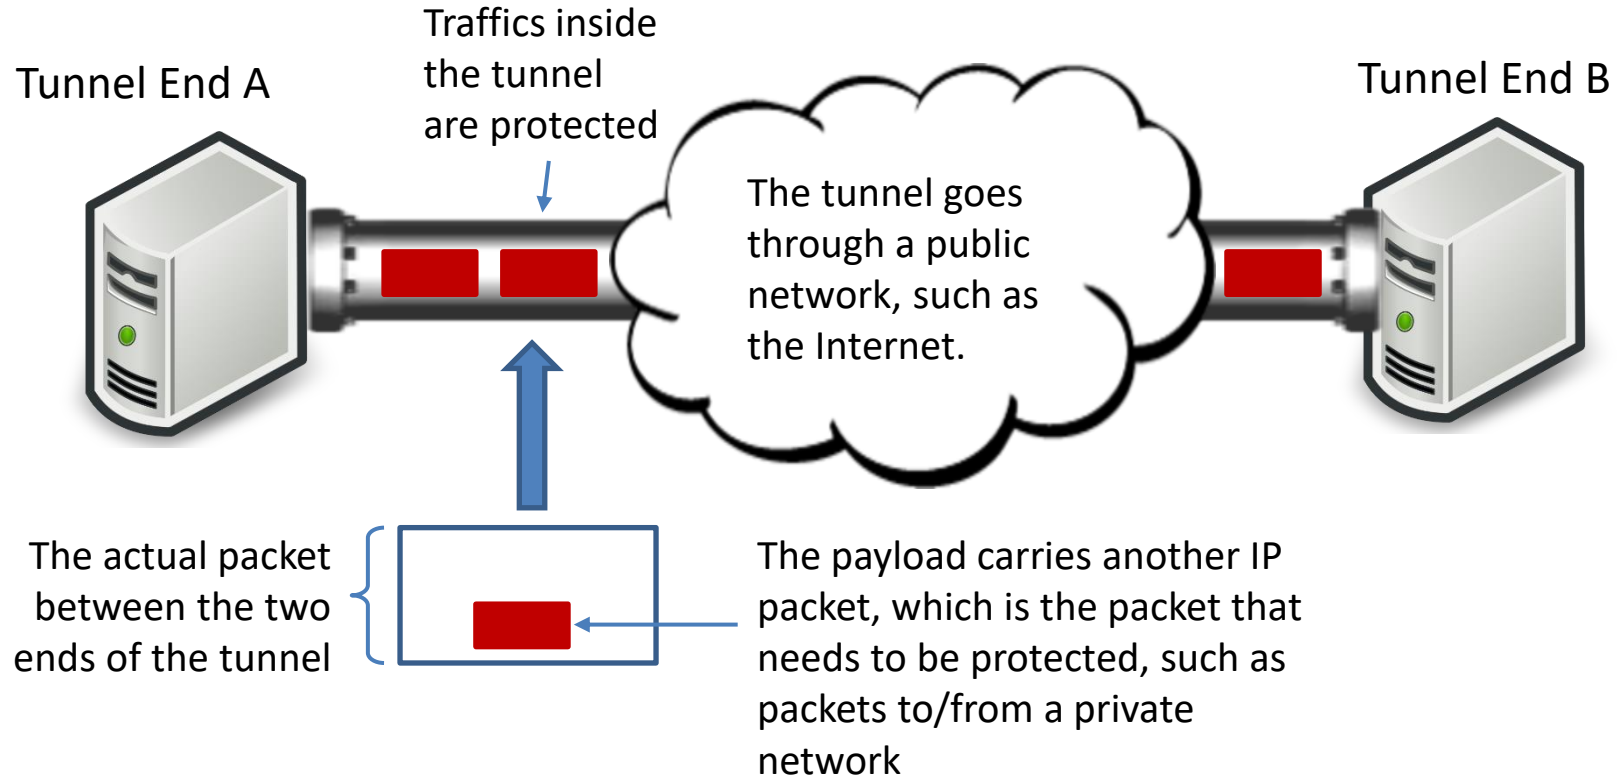 Traffics inside
the tunnel
are protected
Tunnel End A
Tunnel End B
The tunnel goes
through a public
network, such as
the Internet.
The actual packet
between the two
ends of the tunnel
The payload carries another IP
packet, which is the packet that
needs to be protected, such as
packets to/from a private
network